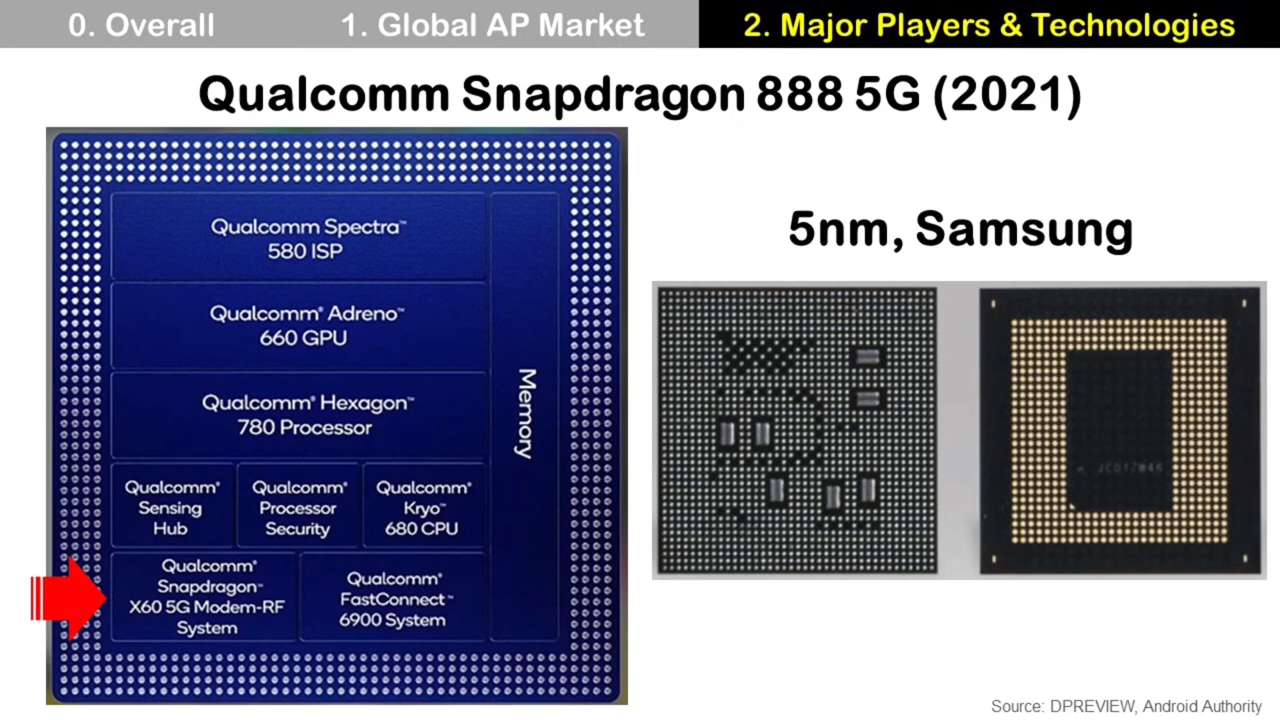 0. Overall
1. Global AP Market
2. Major Players & Technologies
Qualcomm Snapdragon 888 5G (2021)
Qualcomm Spectra™
580 ISP
Qualcomm® Adreno™
660 GPU
Qualcomm® Hexagon™
780 Processor
Qualcomm®
Sensing
Hub
Qualcomm®
Processor
Security
Qualcomm®
Kryo™
680 CPU
Qualcomm®
Snapdragon™
X60 5G Modem-RF
System
Qualcomm®
FastConnect™
6900 System
Memory
5nm, Samsung
Source: DPREVIEW, Android Authority